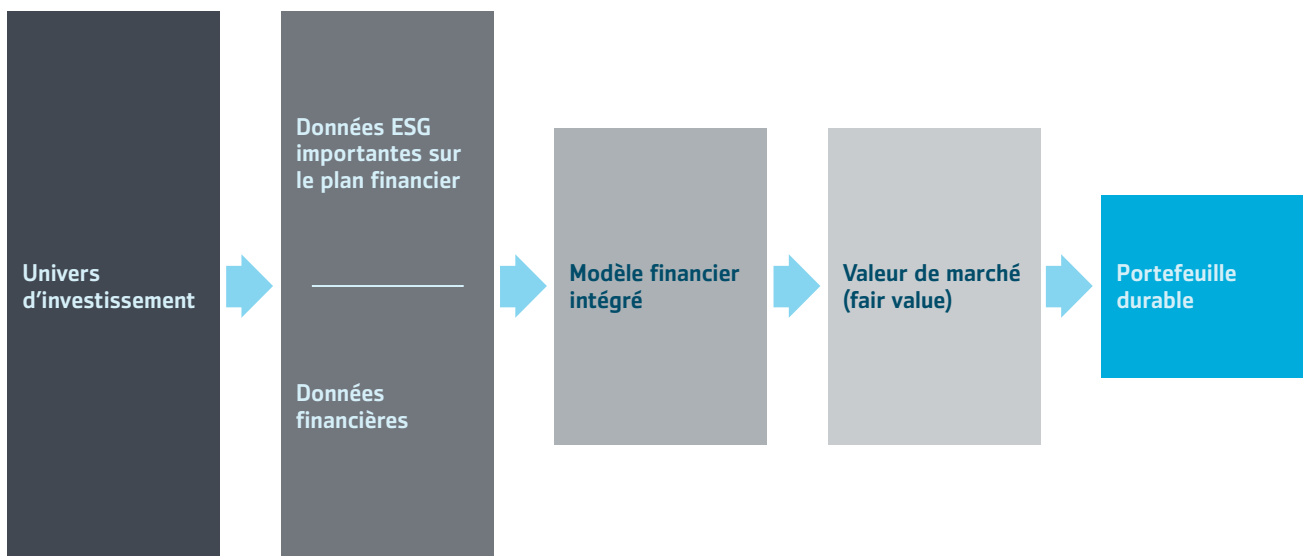 Univers
d’investissement
Données ESG
importantes sur
le plan financier
Données
financières
Modèle financier
intégré
Valeur de marché
(fair value)
Portefeuille
durable